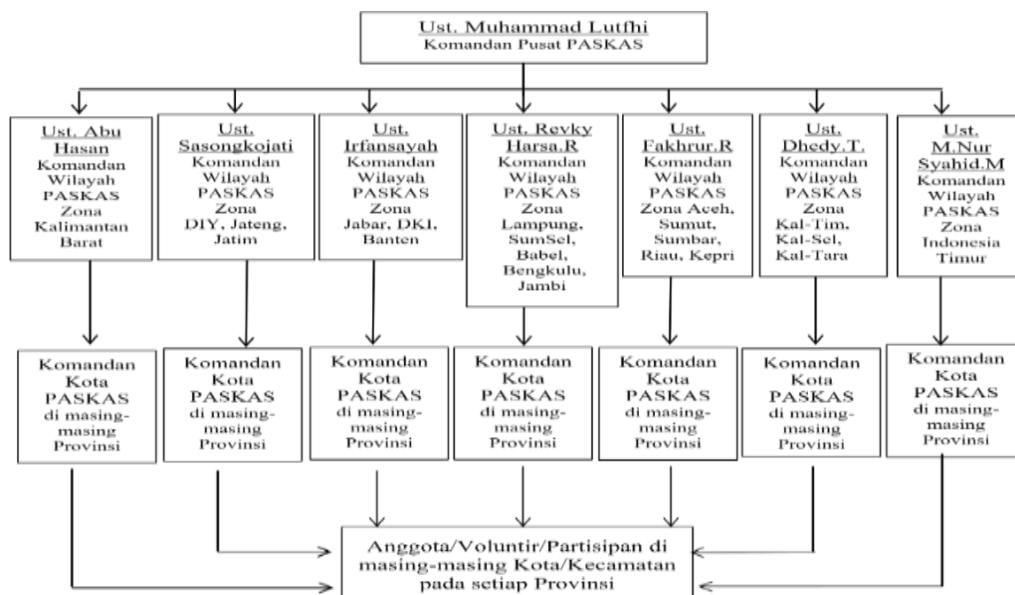 Ust. Muhammad Lutfhi
Komandan Pusat PASKAS
Ust. Abu
Hasan
Komandan
Wilayah
PASKAS
Zona
Kalimantan
Barat
Ust.
Sasongkojati
Komandan
Wilayah
PASKAS
Zona
DIY, Jateng,
Jatim
Ust.
Irfansayah
Komandan
Wilayah
PASKAS
Zona
Jabar, DKI,
Banten
Ust. Revky
Harsa.R
Komandan
Wilayah
PASKAS
Zona
Lampung,
SumSel,
Babel,
Bengkulu,
Jambi
Ust.
Fakhrur.R
Komandan
Wilayah
PASKAS
Zona Aceh,
Sumut,
Sumbar,
Riau, Kepri
Ust.
Dhedy.T.
Komandan
Wilayah
PASKAS
Zona
Kal-Tim,
Kal-Sel,
Kal-Tara
Ust.
M.Nur
Syahid.M
Komandan
Wilayah
PASKAS
Zona
Indonesia
Timur
Komandan
Kota
PASKAS
di masing-
masing
Provinsi
Komandan
Kota
PASKAS
di masing-
masing
Provinsi
Komandan
Kota
PASKAS
di masing-
masing
Provinsi
Komandan
Kota
PASKAS
di masing-
masing
Provinsi
Komandan
Kota
PASKAS
di masing-
masing
Provinsi
Komandan
Kota
PASKAS
di masing-
masing
Provinsi
Komandan
Kota
PASKAS
di masing-
masing
Provinsi
Anggota/Voluntir/Partisipan di
masing-masing Kota/Kecamatan
pada setiap Provinsi